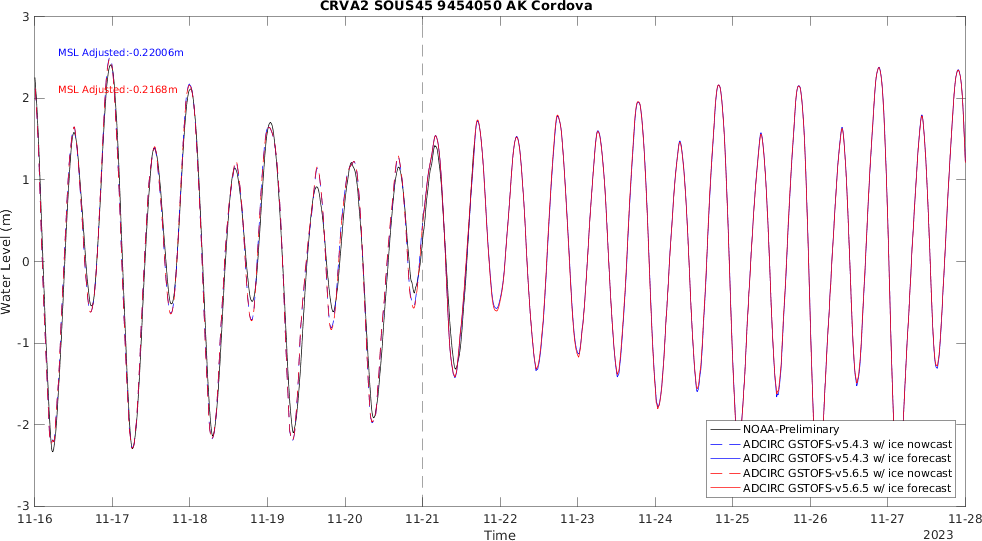 CRVA2 SOUS45 9454050 AK Cordova
MSL Adjusted:-0.22006m
MSL Adjusted:-0.2168m
Water Level (m)
3
2
1
0
-1
-2
-3
NOAA-Preliminary
ADCIRC GSTOFS-v5.4.3 w/ ice nowcast
ADCIRC GSTOFS-v5.4.3 w/ ice forecast
ADCIRC GSTOFS-v5.6.5 w/ ice nowcast
ADCIRC GSTOFS-v5.6.5 w/ ice forecast
11-16 11-17 11-18 11-19 11-20 11-21 11-22 11-23 11-24 11-25 11-26 11-27 11-28
Time
2023